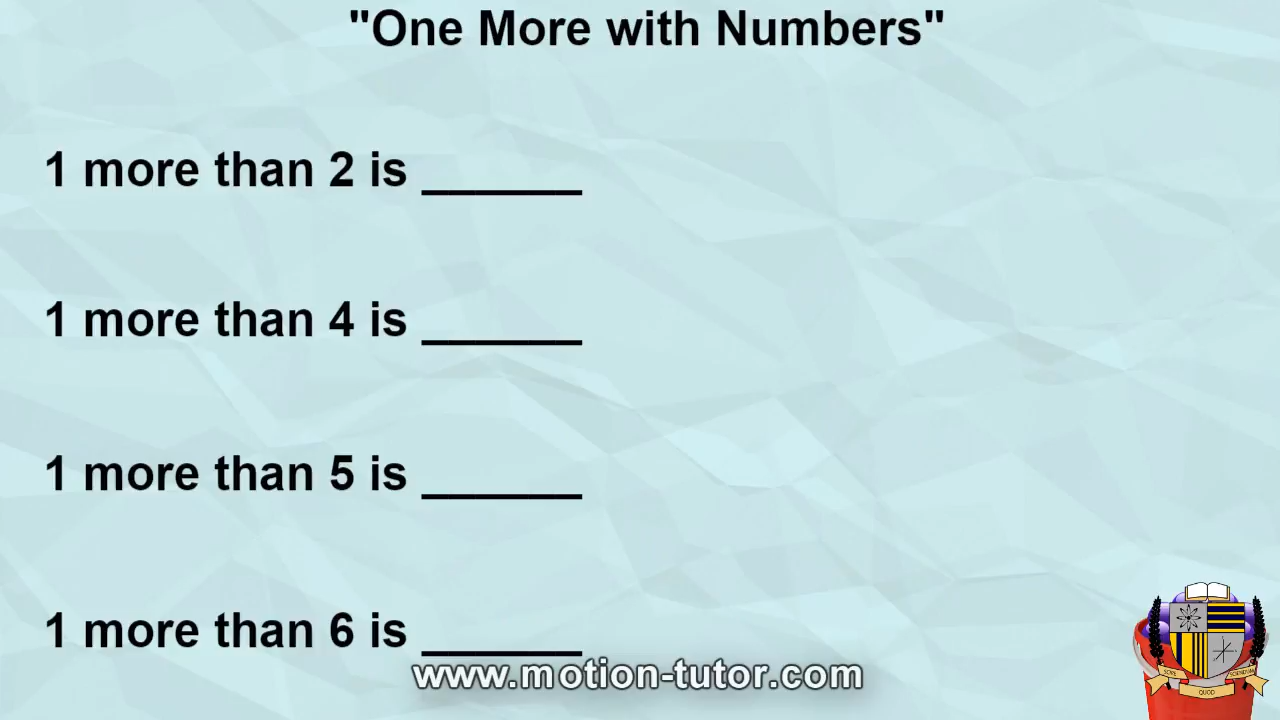 "One More with Numbers"
1 more than 2 is ______
1 more than 4 is ______
1 more than 5 is ______
1 more than 6 is ______
www.motion-tutor.com
QUOD